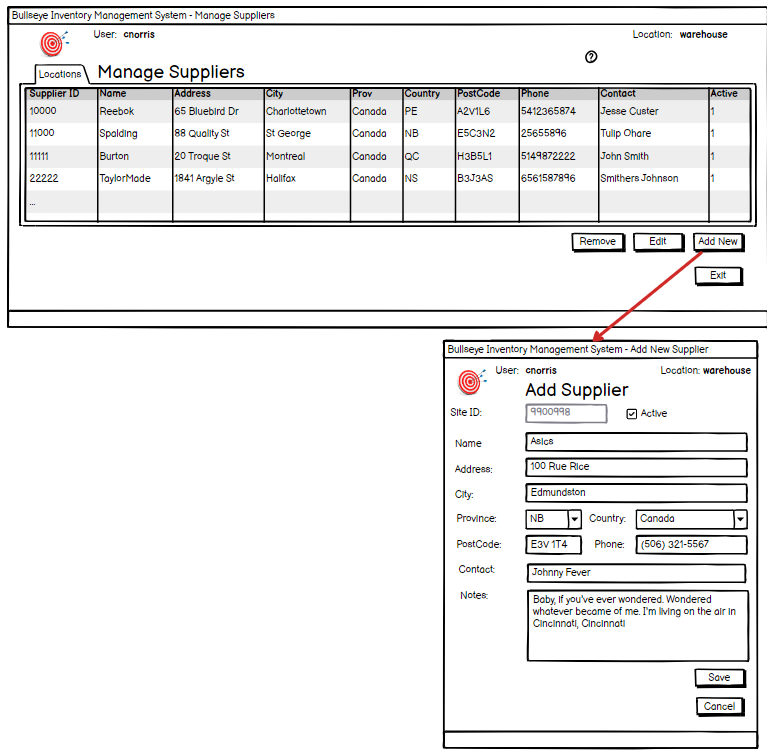 Bullseye Inventory Management System - Manage Suppliers
User: cnorris Location: warehouse
?
Locations Manage Suppliers
Supplier ID Name Address City Prov Country PostCode Phone Contact Active
10000 Reebok 65 Bluebird Dr Charlottetown Canada PE A2V1L6 5412365874 Jesse Custer 1
11000 Spalding 88 Quality St St George Canada NB E5C3N2 25655896 Tulip Ohare 1
11111 Burton 20 Troque St Montreal Canada QC H3B5L1 5149872222 John Smith 1
22222 TaylorMade 1841 Argyle St Halifax Canada NS B3J3A5 6561587896 Smithers Johnson 1
...
Remove Edit Add New
Exit
Bullseye Inventory Management System - Add New Supplier
User: cnorris Location: warehouse
Add Supplier
Site ID: 9900998 Active
Name Asics
Address: 100 Rue Rice
City: Edmundston
Province: NB Country: Canada
PostCode: E3V 1T4 Phone: (506) 321-5567
Contact: Johnny Fever
Notes: Baby, if you've ever wondered. Wondered
whatever became of me. I'm living on the air in
Cincinnati, Cincinnati
Save
Cancel